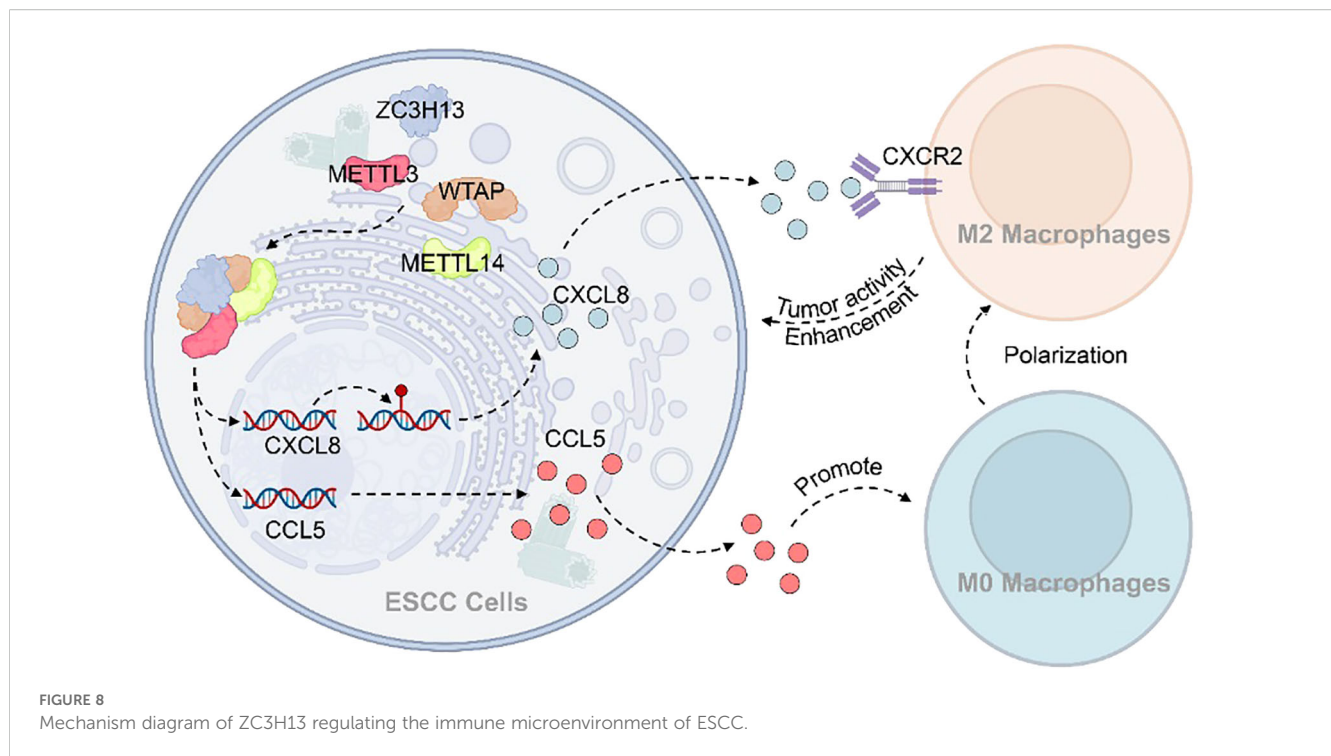 ZC3H13
METTL3
WTAP
METTL14
CXCL8
CXCL8
CCL5
CCL5
ESCC Cells
CXCR2
M2 Macrophages
Tumor activity
Enhancement
Polarization
Promote
M0 Macrophages
FIGURE 8
Mechanism diagram of ZC3H13 regulating the immune microenvironment of ESCC.